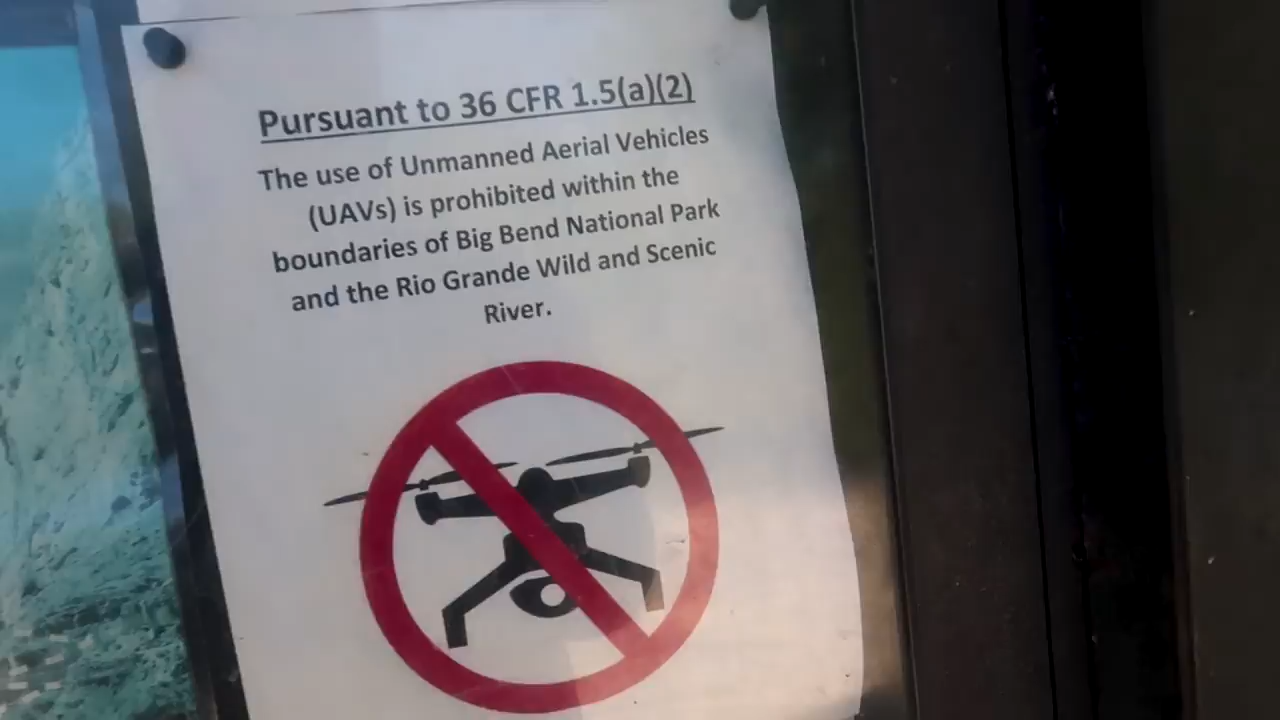 Pursuant to 36 CFR 1.5(a)(2)
The use of Unmanned Aerial Vehicles
(UAVs) is prohibited within the
boundaries of Big Bend National Park
and the Rio Grande Wild and Scenic
River.